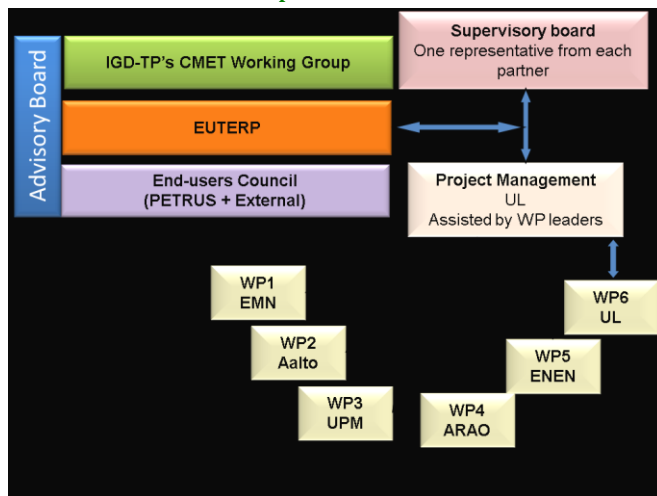 Advisory Board
IGD-TP's CMET Working Group
EUTERP
End-users Council
(PETRUS + External)
Supervisory board
One representative from each
partner
Project Management
UL
Assisted by WP leaders
WP1
EMN
WP2
Aalto
WP3
UPM
WP4
ARAO
WP5
ENEN
WP6
UL